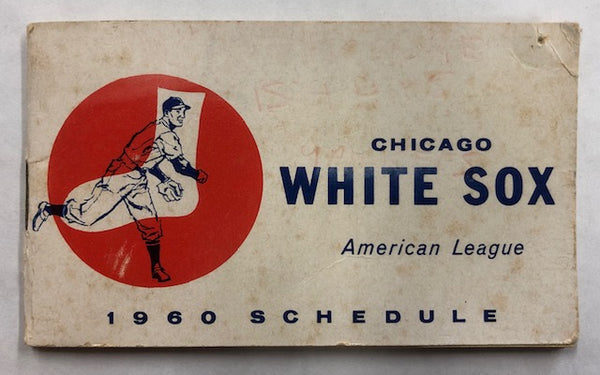 CHICAGO
WHITE SOX
American League
1960 SCHEDULE